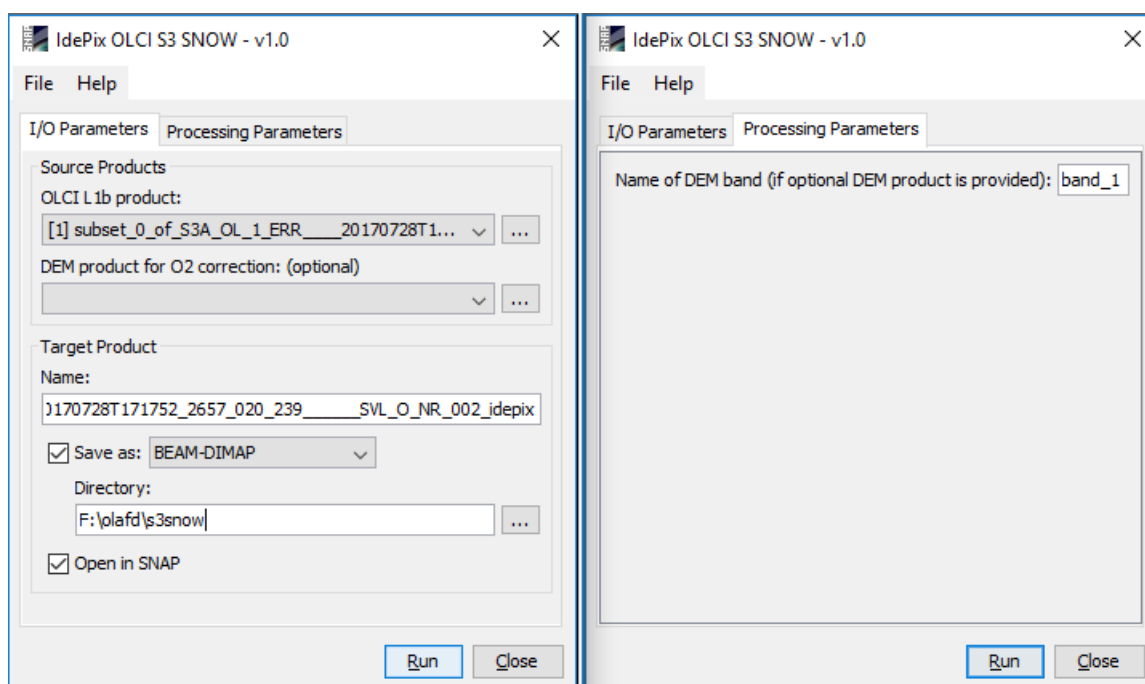 IdePix OLCI S3 SNOW - v1.0
File Help
I/O Parameters Processing Parameters
Source Products
OLCI L1b product:
[1] subset_0_of_S3A_OL_1_ERR____20170728T1... ...
DEM product for O2 correction: (optional)
...
Target Product
Name:
0170728T171752_2657_020_239______SVL_O_NR_002_idepix
Save as: BEAM-DIMAP
Directory:
F:\olafd\s3snow
...
Open in SNAP
Run Close
IdePix OLCI S3 SNOW - v1.0
File Help
I/O Parameters Processing Parameters
Name of DEM band (if optional DEM product is provided): band_1
Run Close